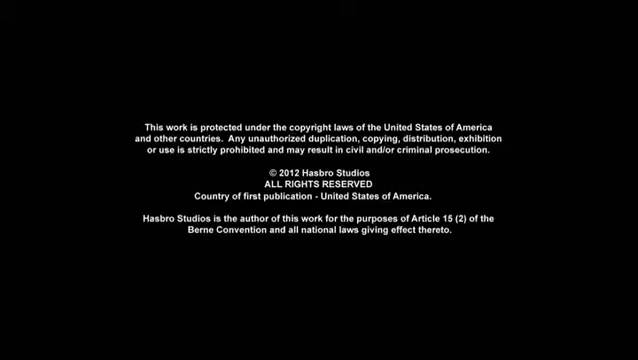 This work is protected under the copyright laws of the United States of America
and other countries.  Any unauthorized duplication, copying, distribution, exhibition
or use is strictly prohibited and may result in civil and/or criminal prosecution.
© 2012 Hasbro Studios
ALL RIGHTS RESERVED
Country of first publication - United States of America.
Hasbro Studios is the author of this work for the purposes of Article 15 (2) of the
Berne Convention and all national laws giving effect thereto.